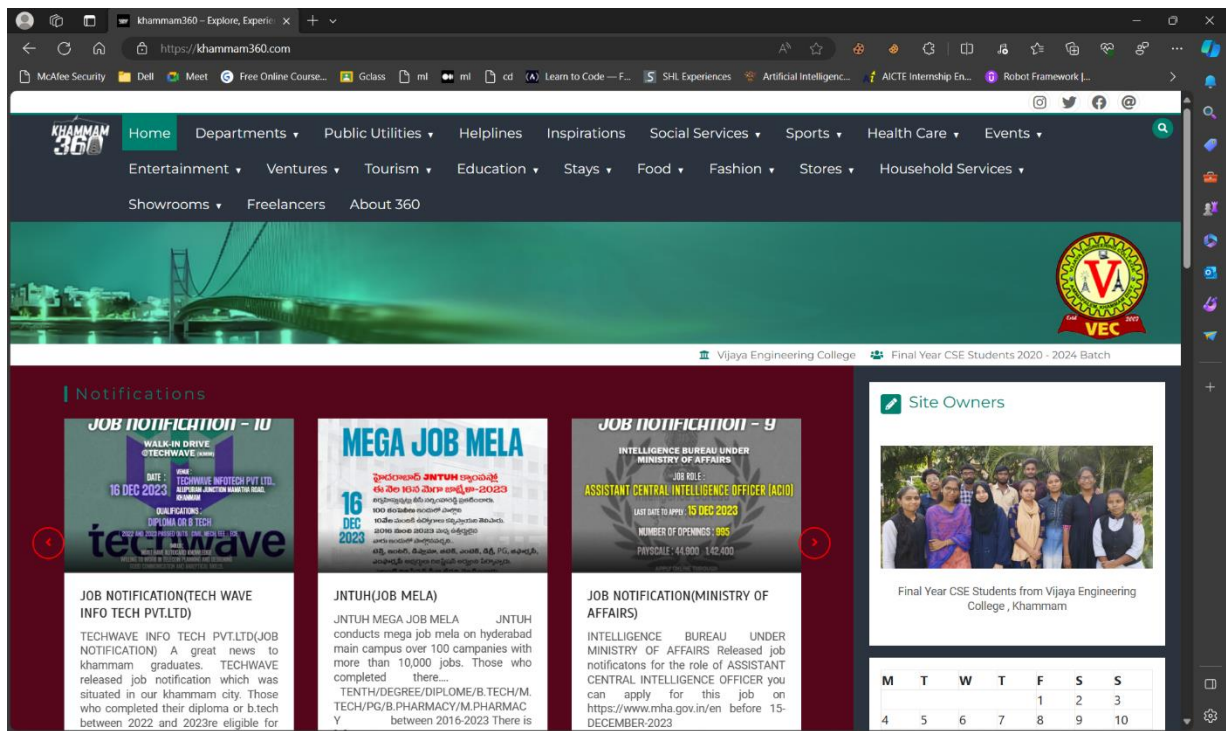 khammam360 – Explore, Experie
https://khammam360.com
McAfee Security Dell Meet Free Online Course... Gclass ml ml cd Learn to Code — F... SHL Experiences Artificial Intelligenc... AICTE Internship En... Robot Framework |...
KHAMMAM
360
Home Departments Public Utilities Helplines Inspirations Social Services Sports Health Care Events
Entertainment Ventures Tourism Education Stays Food Fashion Stores Household Services
Showrooms Freelancers About 360
V
VEC
Vijaya Engineering College Final Year CSE Students 2020 - 2024 Batch
Notifications
JOB NOTIFICATION - 10
WALK-IN DRIVE
@TECHWAVE
DATE :
16 DEC 2023
VENUE :
TECHWAVE INFOTECH PVT LTD.,
KHAMMAM
QUALIFICATIONS :
DIPLOMA OR B TECH
techwave
MEGA JOB MELA
హైదరాబాద్ JNTUH క్యాంపస్‌లో
ఈ నెల 16న మెగా జాబ్మేళా-2023
16
DEC
2023
JOB NOTIFICATION - 9
INTELLIGENCE BUREAU UNDER
MINISTRY OF AFFAIRS
JOB ROLE :
ASSISTANT CENTRAL INTELLIGENCE OFFICER (ACIO)
LAST DATE TO APPLY : 15 DEC 2023
NUMBER OF OPENINGS : 995
PAYSCALE : 44,900 1,42,400
JOB NOTIFICATION(TECH WAVE
INFO TECH PVT.LTD)
TECHWAVE INFO TECH PVT.LTD(JOB
NOTIFICATION) A great news to
khammam graduates. TECHWAVE
released job notification which was
situated in our khammam city. Those
who completed their diploma or b.tech
between 2022 and 2023re eligible for
JNTUH(JOB MELA)
JNTUH MEGA JOB MELA JNTUH
conducts mega job mela on hyderabad
main campus over 100 campanies with
more than 10,000 jobs. Those who
completed there....
TENTH/DEGREE/DIPLOME/B.TECH/M.
TECH/PG/B.PHARMACY/M.PHARMAC
Y between 2016-2023 There is
JOB NOTIFICATION(MINISTRY OF
AFFAIRS)
INTELLIGENCE BUREAU UNDER
MINISTRY OF AFFAIRS Released job
notificatons for the role of ASSISTANT
CENTRAL INTELLIGENCE OFFICER you
can apply for this job on
https://www.mha.gov.in/en before 15-
DECEMBER-2023
Site Owners
Final Year CSE Students from Vijaya Engineering
College , Khammam
M T W T F S S
1 2 3
4 5 6 7 8 9 10